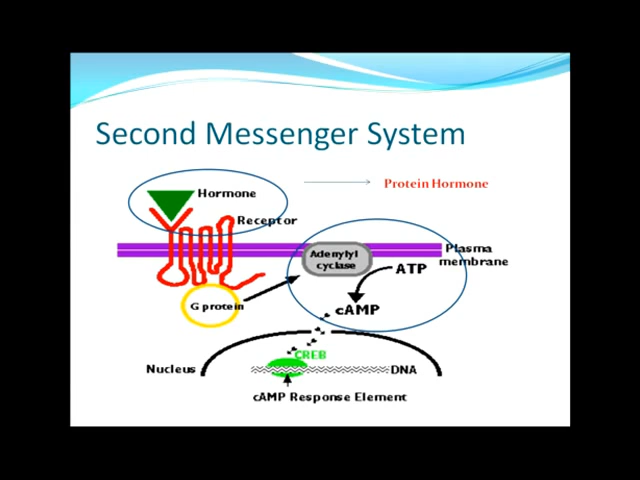 Second Messenger System
Hormone
Protein Hormone
Receptor
Adenylyl
cyclase
Plasma
membrane
ATP
G protein
cAMP
CREB
Nucleus
DNA
cAMP Response Element